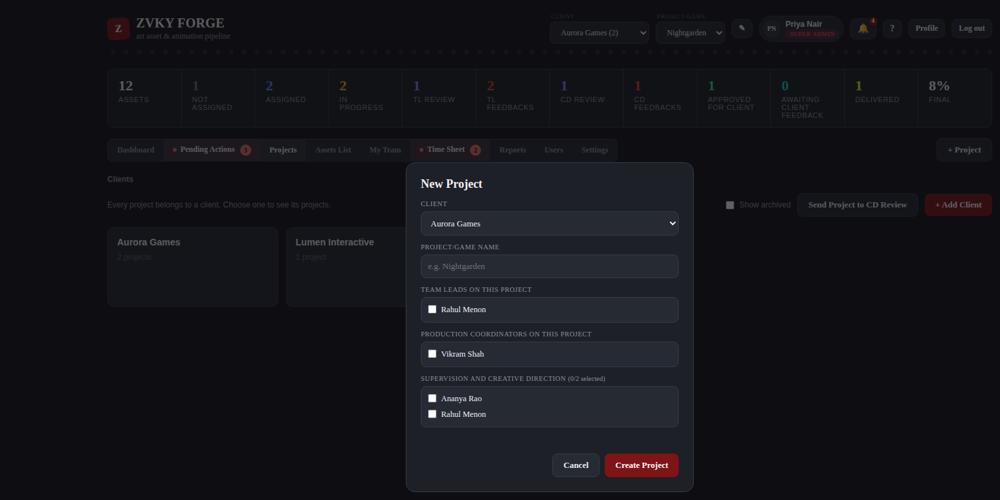 Z
ZVKY FORGE
art asset & animation pipeline
CLIENT
Aurora Games (2)
PROJECT/GAME
Nightgarden
✎
PN
Priya Nair
SUPER ADMIN
4
?
Profile
Log out
12
ASSETS
1
NOT
ASSIGNED
2
ASSIGNED
2
IN
PROGRESS
1
TL REVIEW
2
TL
FEEDBACKS
1
CD REVIEW
1
CD
FEEDBACKS
1
APPROVED
FOR CLIENT
0
AWAITING
CLIENT
FEEDBACK
1
DELIVERED
8%
FINAL
Dashboard
Pending Actions 3
Projects
Assets List
My Team
Time Sheet 2
Reports
Users
Settings
+ Project
Clients
Every project belongs to a client. Choose one to see its projects.
Show archived
Send Project to CD Review
+ Add Client
Aurora Games
2 projects
Lumen Interactive
1 project
New Project
CLIENT
Aurora Games
PROJECT/GAME NAME
e.g. Nightgarden
TEAM LEADS ON THIS PROJECT
Rahul Menon
PRODUCTION COORDINATORS ON THIS PROJECT
Vikram Shah
SUPERVISION AND CREATIVE DIRECTION (0/2 selected)
Ananya Rao
Rahul Menon
Cancel
Create Project